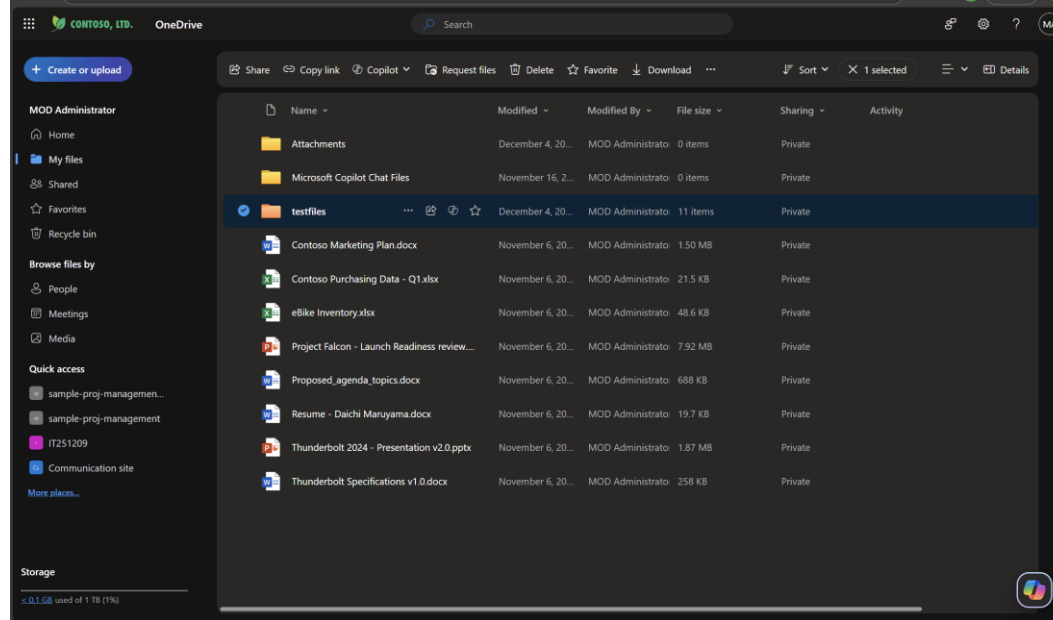 CONTOSO, LTD. OneDrive Search ? MA
+ Create or upload Share Copy link Copilot Request files Delete Favorite Download ... Sort 1 selected Details
MOD Administrator Name Modified Modified By File size Sharing Activity
Home
Attachments December 4, 20... MOD Administrato 0 items Private
My files
Microsoft Copilot Chat Files November 16, 2... MOD Administrato 0 items Private
Shared
Favorites testfiles ... December 4, 20... MOD Administrato 11 items Private
Recycle bin
Contoso Marketing Plan.docx November 6, 20... MOD Administrato 1.50 MB Private
Browse files by
Contoso Purchasing Data - Q1.xlsx November 6, 20... MOD Administrato 21.5 KB Private
People
Meetings eBike Inventory.xlsx November 6, 20... MOD Administrato 48.6 KB Private
Media
Project Falcon - Launch Readiness review.... November 6, 20... MOD Administrato 7.92 MB Private
Quick access
Proposed_agenda_topics.docx November 6, 20... MOD Administrato 688 KB Private
sample-proj-managemen...
sample-proj-management Resume - Daichi Maruyama.docx November 6, 20... MOD Administrato 19.7 KB Private
IT251209 Thunderbolt 2024 - Presentation v2.0.pptx November 6, 20... MOD Administrato 1.87 MB Private
Cs Communication site
Thunderbolt Specifications v1.0.docx November 6, 20... MOD Administrato 258 KB Private
More places...
Storage
< 0.1 GB used of 1 TB (1%)